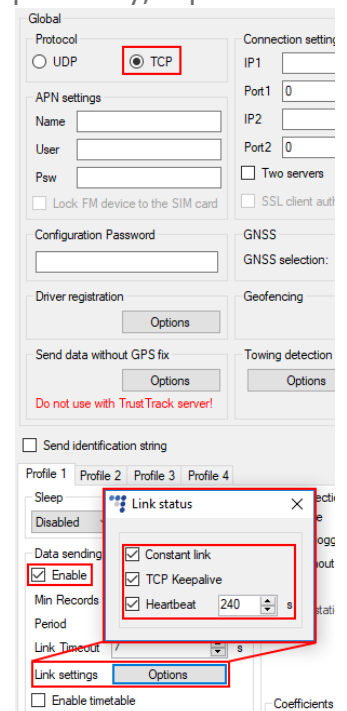 Global
Protocol
UDP
TCP
APN settings
Name
User
Psw
Lock FM device to the SIM card
Connection setting
IP1
Port1 0
IP2
Port2 0
Two servers
SSL client auth
Configuration Password
GNSS
GNSS selection:
Driver registration
Options
Geofencing
Send data without GPS fix
Options
Do not use with TrustTrack server!
Towing detection
Options
Send identification string
Profile 1 Profile 2 Profile 3 Profile 4
Sleep
Disabled
Link status
Constant link
TCP Keepalive
Heartbeat 240 s
Data sending
Enable
Min Records
Period
Link Timeout 7 s
Link settings Options
Enable timetable
Coefficients